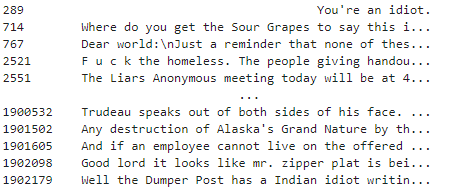 289 You're an idiot.
714 Where do you get the Sour Grapes to say this i...
767 Dear world:\nJust a reminder that none of thes...
2521 F u c k the homeless. The people giving handou...
2551 The Liars Anonymous meeting today will be at 4...
...
1900532 Trudeau speaks out of both sides of his face. ...
1901502 Any destruction of Alaska's Grand Nature by th...
1901605 And if an employee cannot live on the offered ...
1902098 Good lord it looks like mr. zipper plat is bei...
1902179 Well the Dumper Post has a Indian idiot writin...